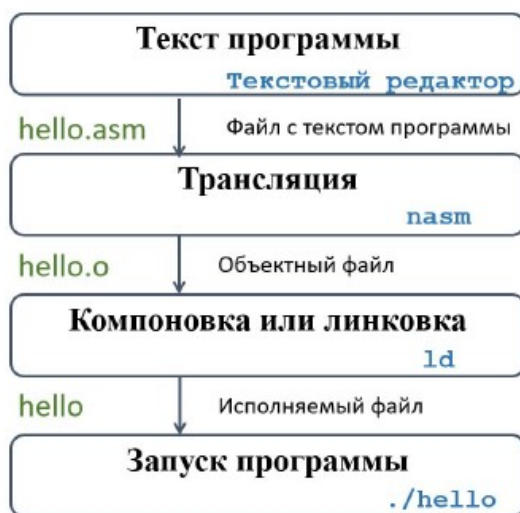 Текст программы
Текстовый редактор
hello.asm Файл с текстом программы
Трансляция
nasm
hello.o Объектный файл
Компоновка или линковка
ld
hello Исполняемый файл
Запуск программы
./hello